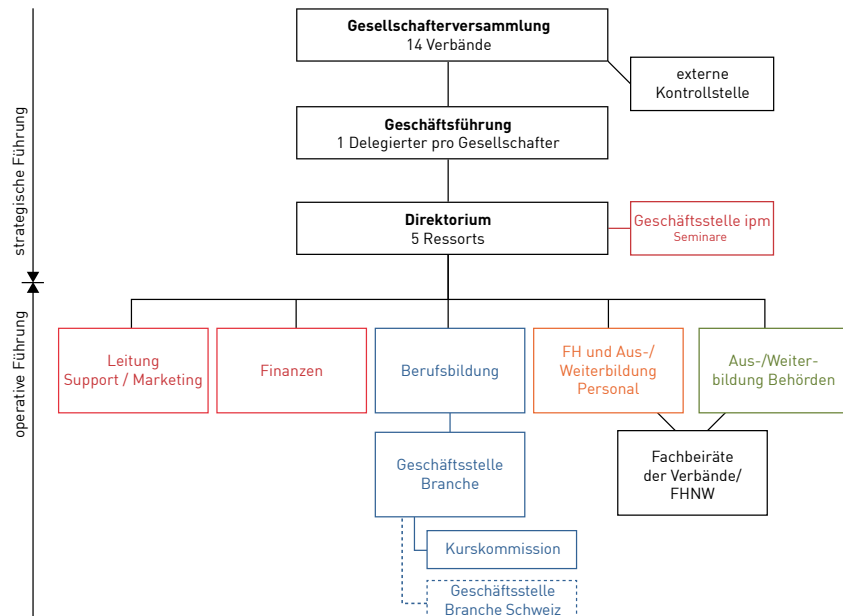 Gesellschafterversammlung
14 Verbände
externe
Kontrollstelle
strategische Führung
Geschäftsführung
1 Delegierter pro Gesellschafter
Direktorium
5 Ressorts
Geschäftsstelle ipm
Seminare
operative Führung
Leitung
Support / Marketing
Finanzen
Berufsbildung
FH und Aus-/
Weiterbildung
Personal
Aus-/Weiter-
bildung Behörden
Geschäftsstelle
Branche
Fachbeiräte
der Verbände/
FHNW
Kurskommission
Geschäftsstelle
Branche Schweiz